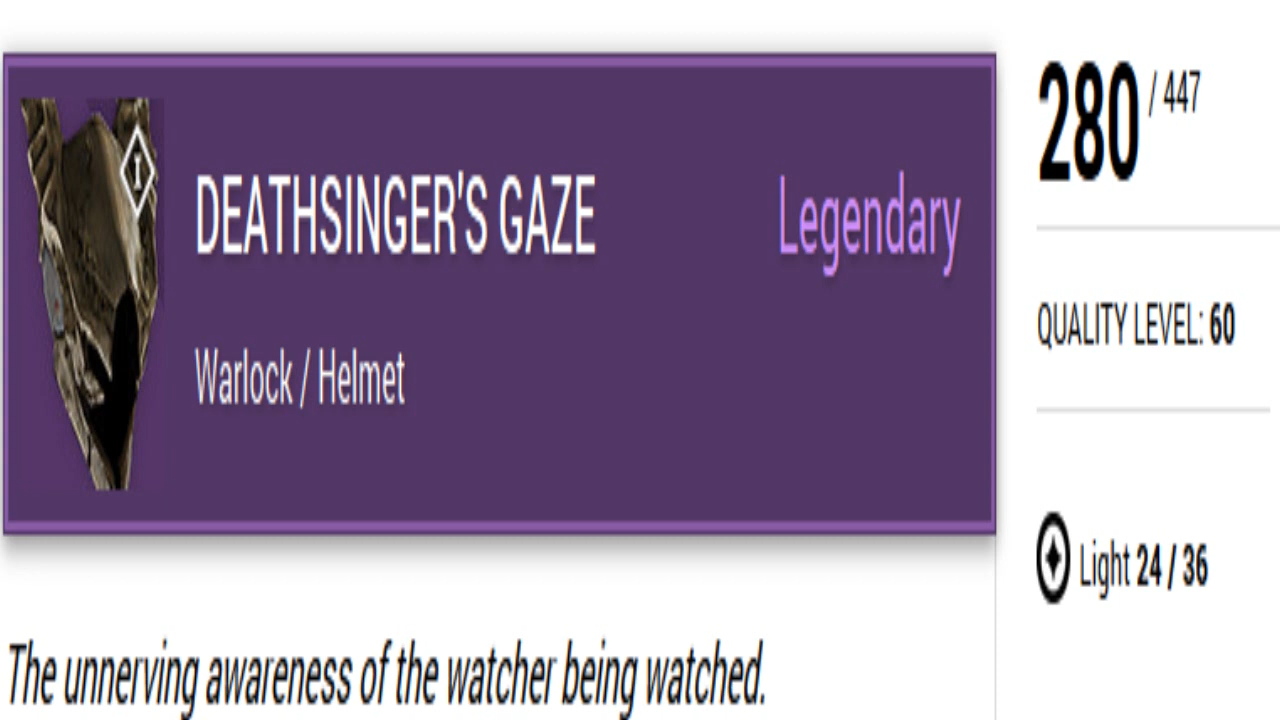 DEATHSINGER'S GAZE
Legendary
Warlock / Helmet
280 / 447
QUALITY LEVEL: 60
Light 24 / 36
The unnerving awareness of the watcher being watched.